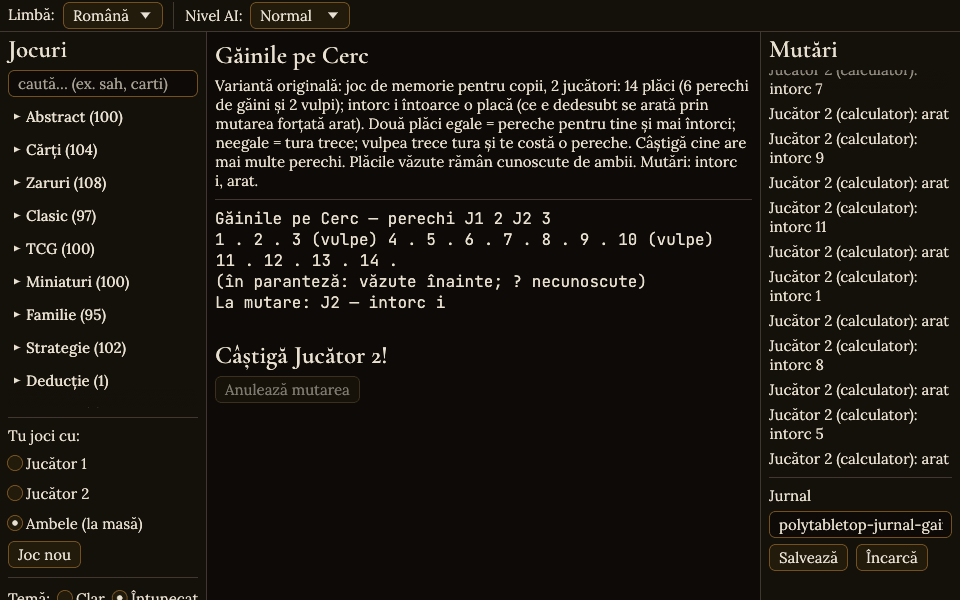 Limbă: Română ▼ Nivel AI: Normal ▼
Jocuri
caută... (ex. sah, carti)
▸ Abstract (100)
▸ Cărți (104)
▸ Zaruri (108)
▸ Clasic (97)
▸ TCG (100)
▸ Miniaturi (100)
▸ Familie (95)
▸ Strategie (102)
▸ Deducție (1)
Tu joci cu:
Jucător 1
Jucător 2
Ambele (la masă)
Joc nou
Temă: Clar Întunecat
Găinile pe Cerc
Variantă originală: joc de memorie pentru copii, 2 jucători: 14 plăci (6 perechi
de găini și 2 vulpi); intorc i întoarce o placă (ce e dedesubt se arată prin
mutarea forțată arat). Două plăci egale = pereche pentru tine și mai întorci;
neegale = tura trece; vulpea trece tura și te costă o pereche. Câștigă cine are
mai multe perechi. Plăcile văzute rămân cunoscute de ambii. Mutări: intorc
i, arat.
Găinile pe Cerc — perechi J1 2 J2 3
1 . 2 . 3 (vulpe) 4 . 5 . 6 . 7 . 8 . 9 . 10 (vulpe)
11 . 12 . 13 . 14 .
(în paranteză: văzute înainte; ? necunoscute)
La mutare: J2 — intorc i
Câștigă Jucător 2!
Anulează mutarea
Mutări
Jucător 2 (calculator):
intorc 7
Jucător 2 (calculator): arat
Jucător 2 (calculator):
intorc 9
Jucător 2 (calculator): arat
Jucător 2 (calculator):
intorc 11
Jucător 2 (calculator): arat
Jucător 2 (calculator):
intorc 1
Jucător 2 (calculator): arat
Jucător 2 (calculator):
intorc 8
Jucător 2 (calculator): arat
Jucător 2 (calculator):
intorc 5
Jucător 2 (calculator): arat
Jurnal
polytabletop-jurnal-gai
Salvează Încarcă